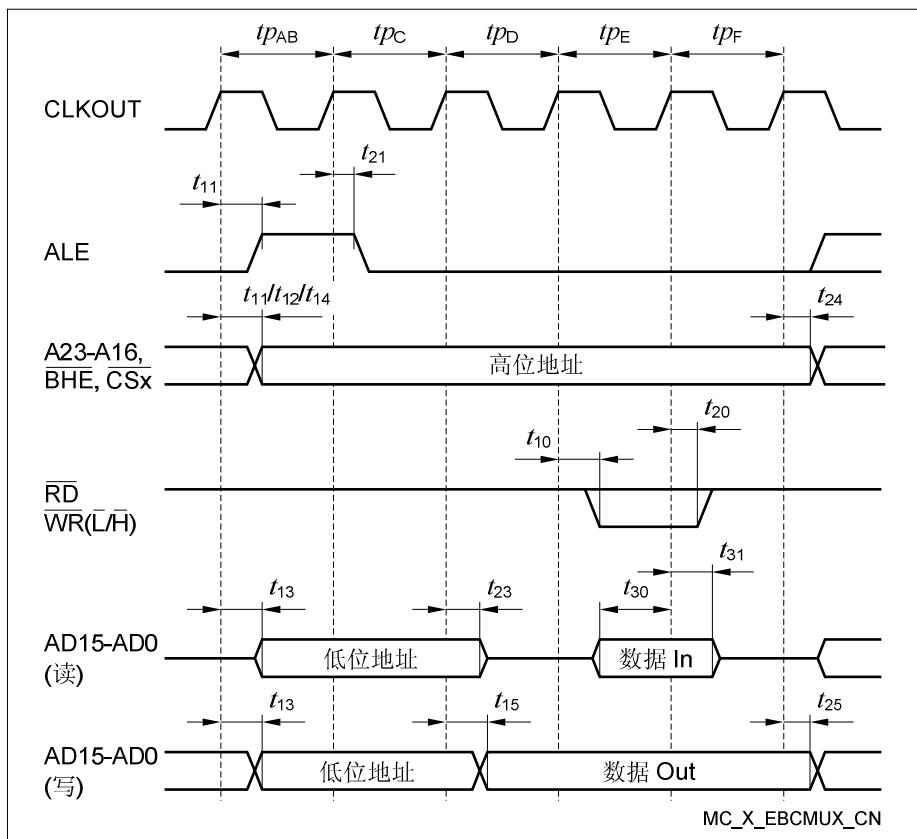 tpAB tpC tpD tpE tpF
CLKOUT
t21
t11
ALE
t11/t12/t14 t24
A23-A16,
BHE, CSx
高位地址
t20
t10
RD
WR(L/H)
t31
t13 t23 t30
AD15-AD0
(读)
低位地址 数据 In
t13 t15 t25
AD15-AD0
(写)
低位地址 数据 Out
MC_X_EBCMUX_CN